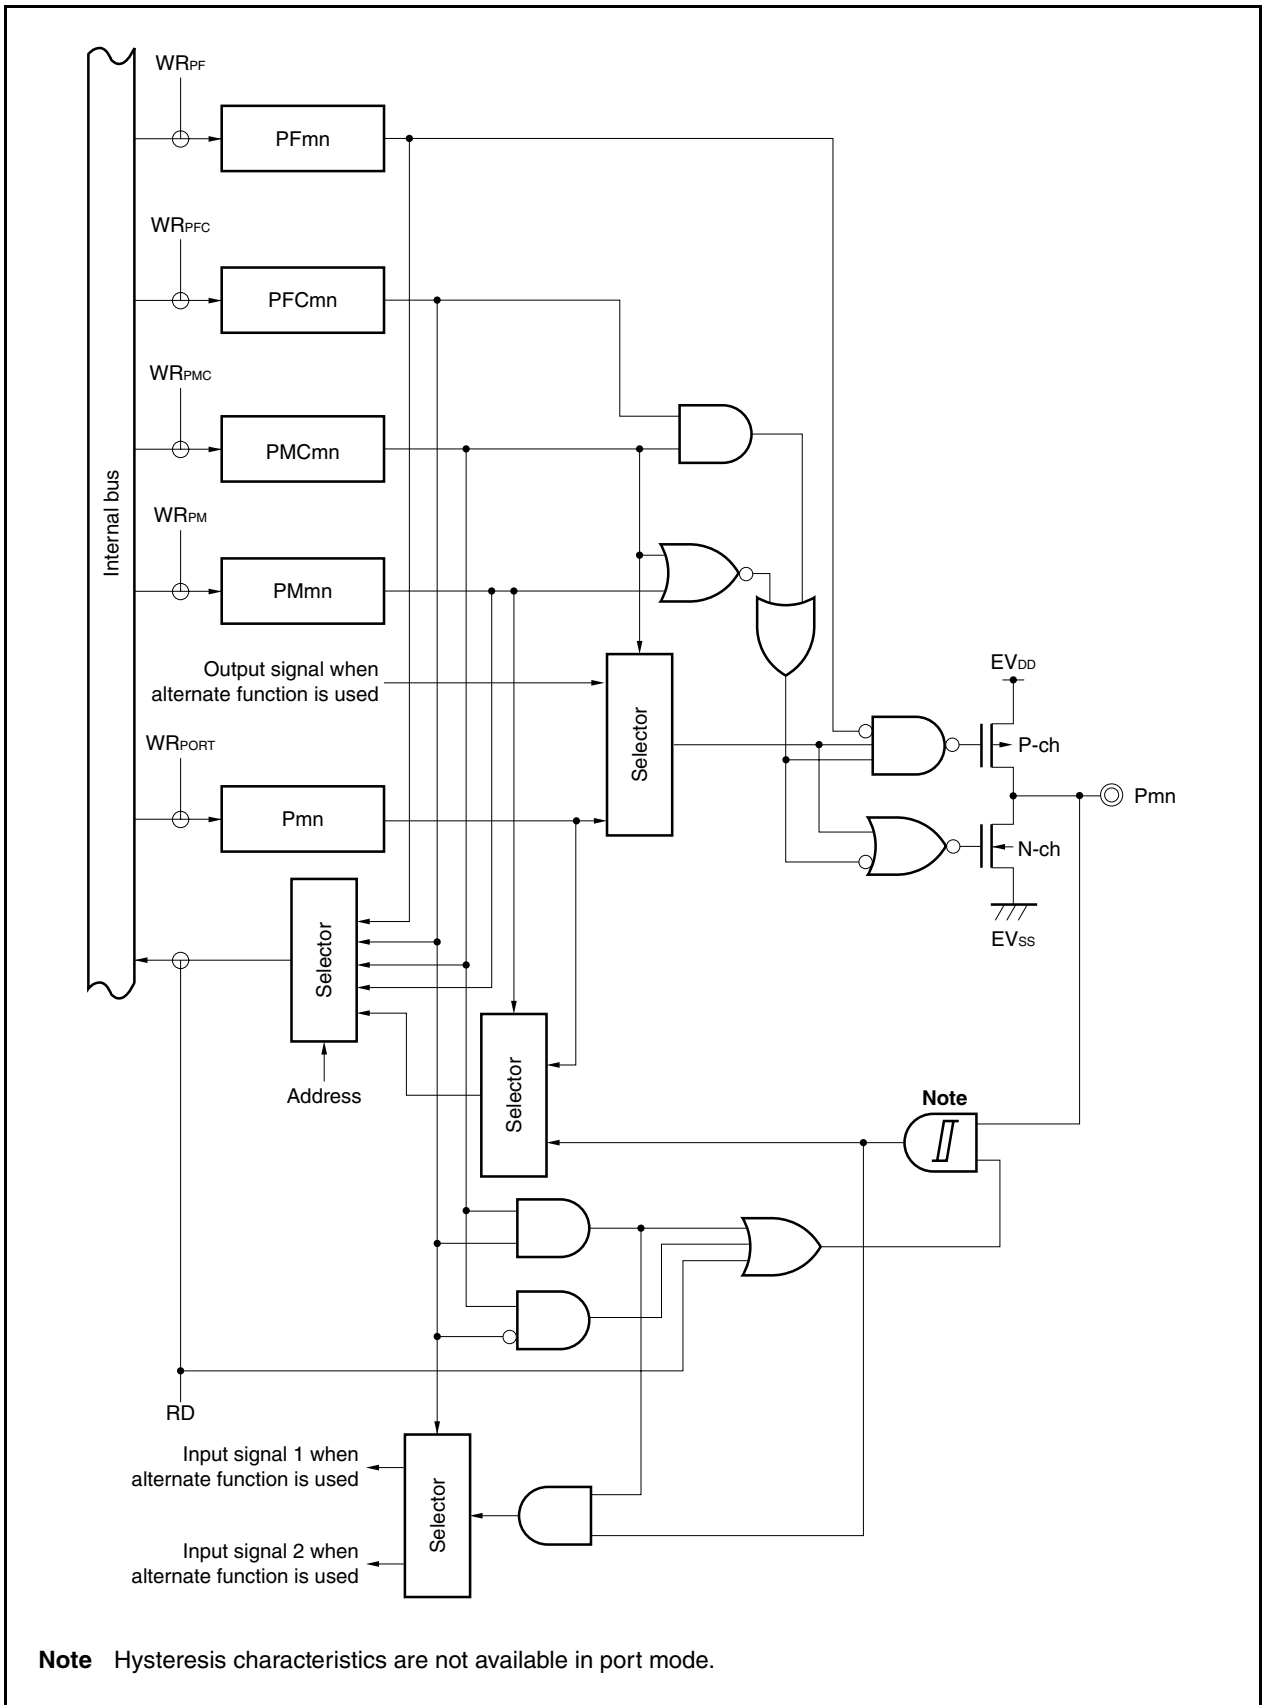 WRPF
PFmn
WRPFC
PFCmn
WRPMC
PMCmn
Internal bus
WRPM
PMmn
Output signal when
alternate function is used
Selector
EVDD
P-ch
WRPORT
Pmn
Pmn
N-ch
EVSS
Selector
Address
Selector
Note
RD
Input signal 1 when
alternate function is used
Selector
Input signal 2 when
alternate function is used
Note Hysteresis characteristics are not available in port mode.